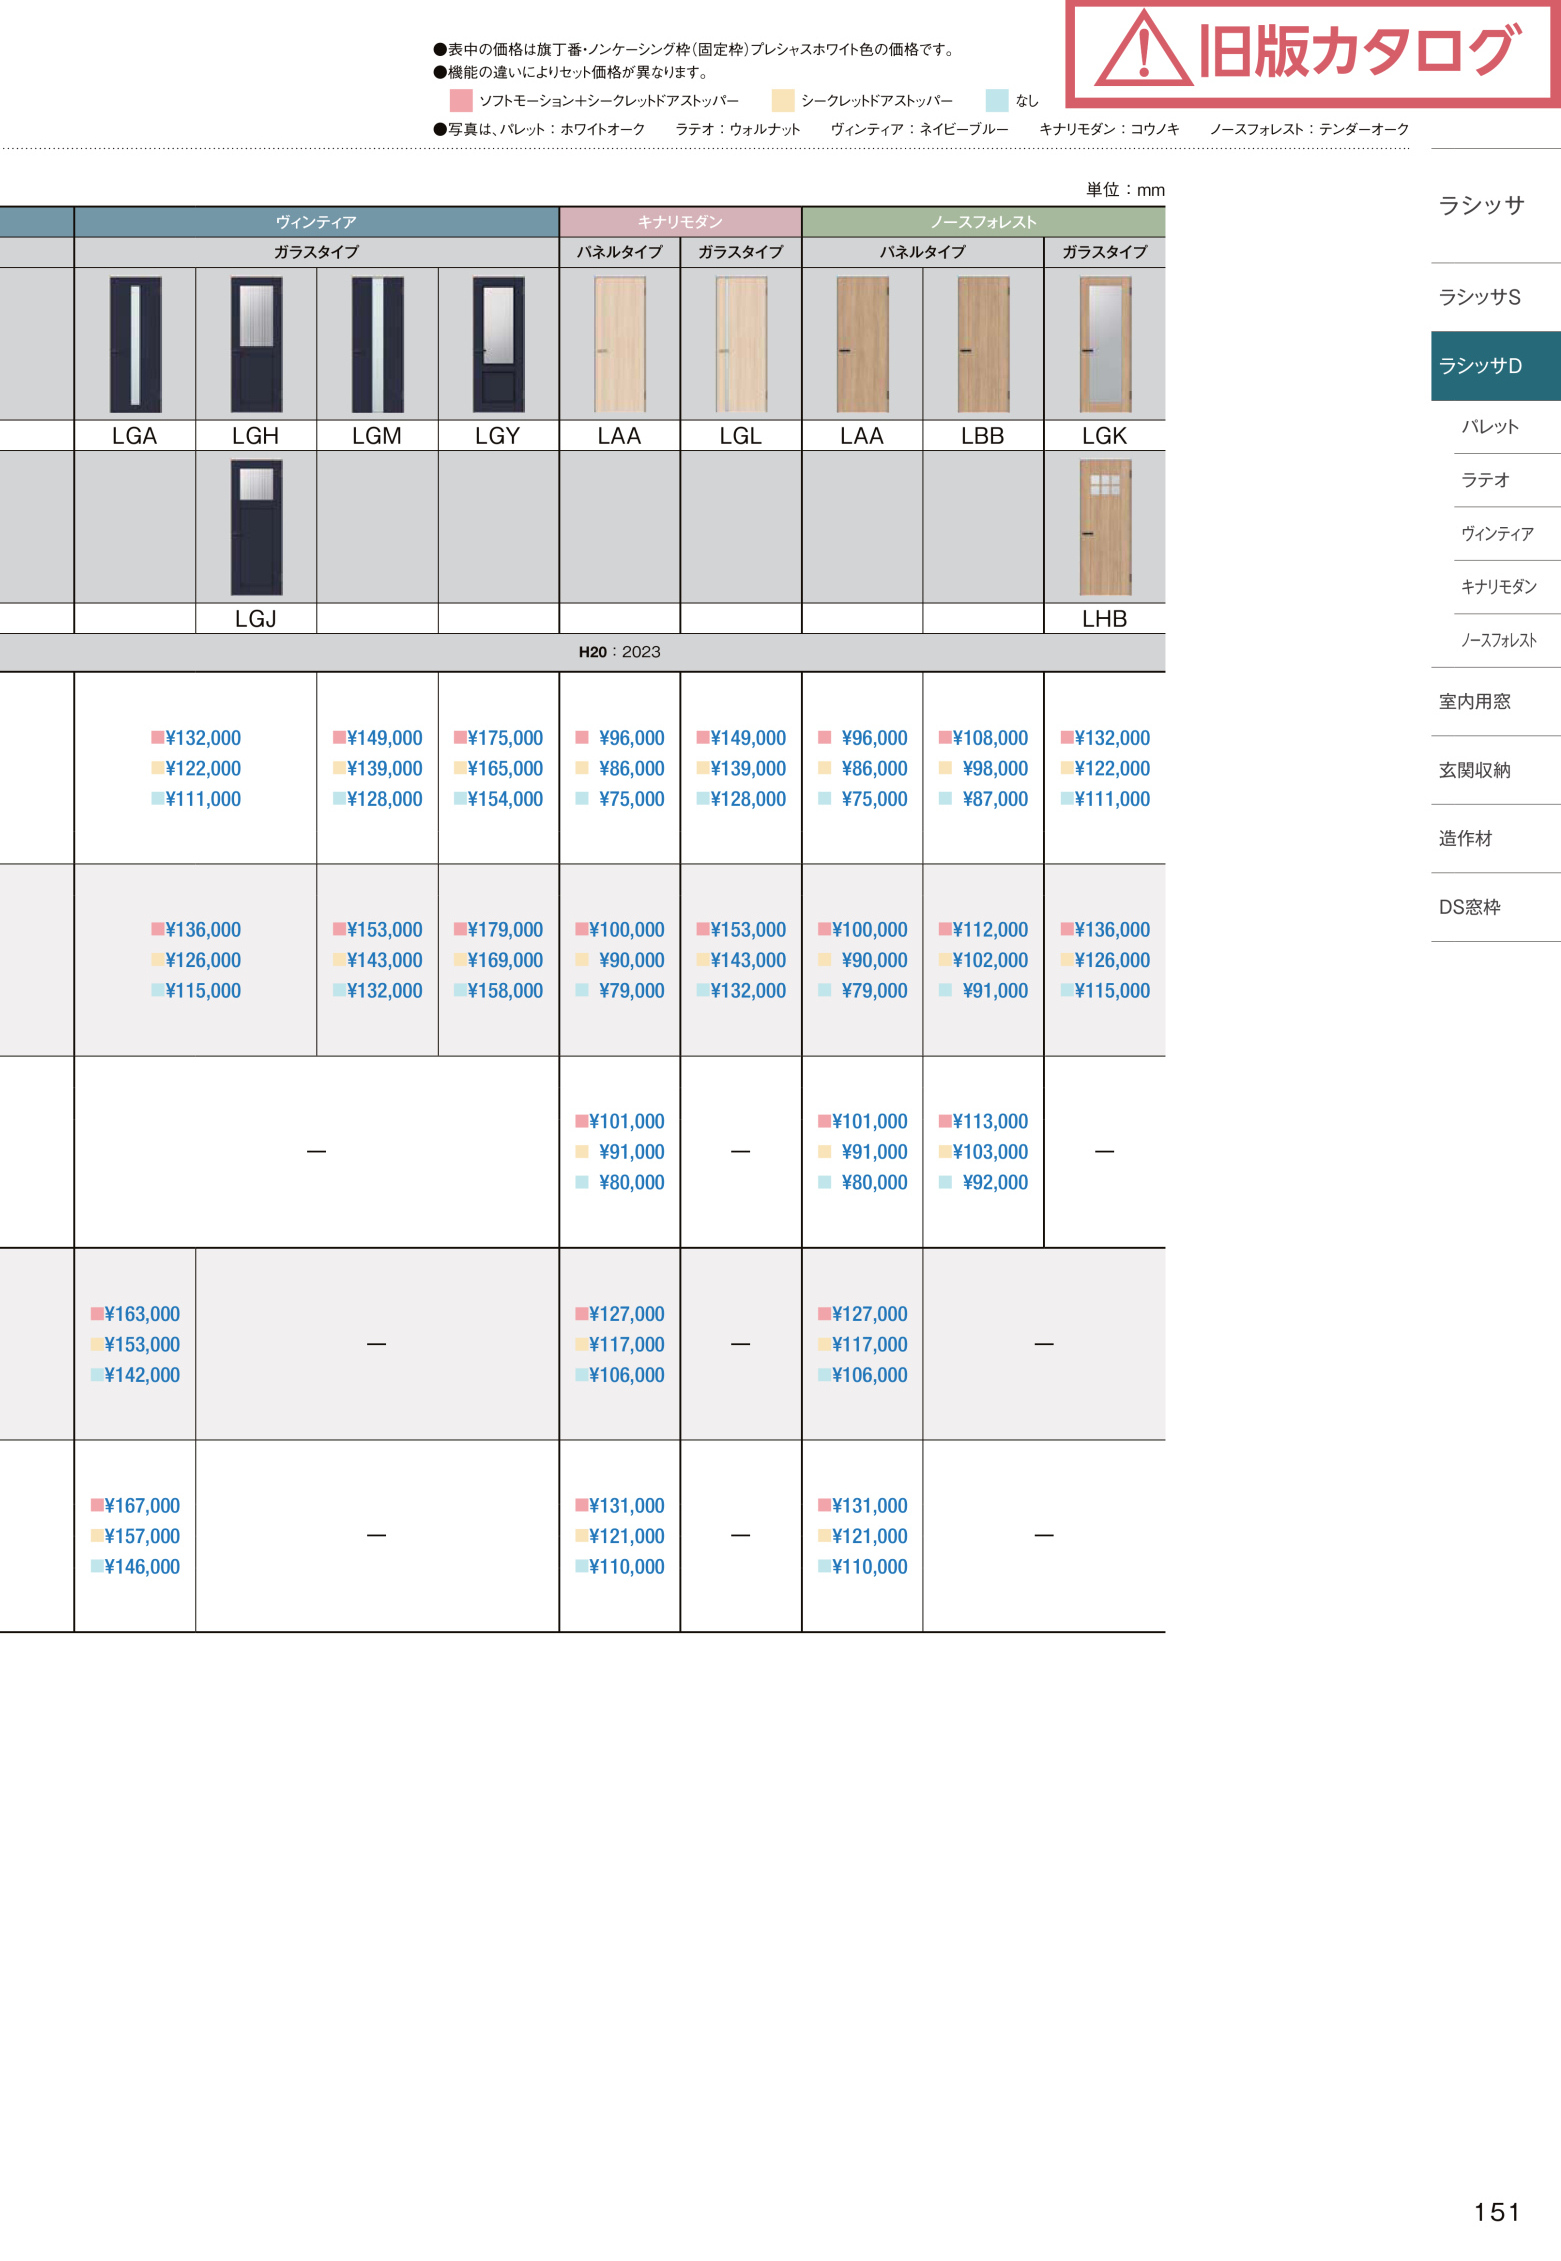 旧版カタログ
●表中の価格は旗丁番・ノンケーシング枠（固定枠）プレシャスホワイト色の価格です。
●機能の違いによりセット価格が異なります。
ソフトモーション＋シークレットドアストッパー　シークレットドアストッパー　なし
●写真は、パレット：ホワイトオーク　ラテオ：ウォルナット　ヴィンティア：ネイビーブルー　キナリモダン：コウノキ　ノースフォレスト：テンダーオーク
単位：mm
ヴィンティア　キナリモダン　ノースフォレスト
ガラスタイプ　パネルタイプ　ガラスタイプ　パネルタイプ　ガラスタイプ
LGA　LGH　LGM　LGY　LAA　LGL　LAA　LBB　LGK
LGJ　LHB
H20：2023
¥132,000　¥149,000　¥175,000　¥96,000　¥149,000　¥96,000　¥108,000　¥132,000
¥122,000　¥139,000　¥165,000　¥86,000　¥139,000　¥86,000　¥98,000　¥122,000
¥111,000　¥128,000　¥154,000　¥75,000　¥128,000　¥75,000　¥87,000　¥111,000
¥136,000　¥153,000　¥179,000　¥100,000　¥153,000　¥100,000　¥112,000　¥136,000
¥126,000　¥143,000　¥169,000　¥90,000　¥143,000　¥90,000　¥102,000　¥126,000
¥115,000　¥132,000　¥158,000　¥79,000　¥132,000　¥79,000　¥91,000　¥115,000
¥101,000　¥101,000　¥113,000
—　¥91,000　—　¥91,000　¥103,000　—
¥80,000　¥80,000　¥92,000
¥163,000　¥127,000　¥127,000
¥153,000　—　¥117,000　—　¥117,000　—
¥142,000　¥106,000　¥106,000
¥167,000　¥131,000　¥131,000
¥157,000　—　¥121,000　—　¥121,000　—
¥146,000　¥110,000　¥110,000
ラシッサ
ラシッサS
ラシッサD
パレット
ラテオ
ヴィンティア
キナリモダン
ノースフォレスト
室内用窓
玄関収納
造作材
DS窓枠
151